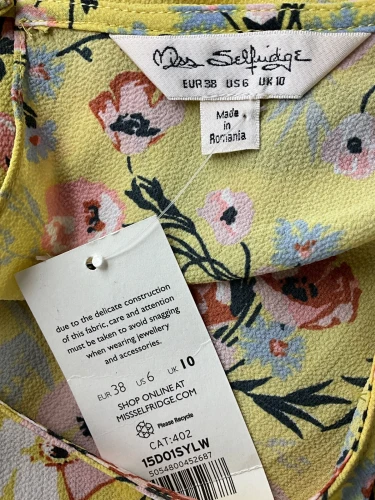 Miss Selfridge
EUR 38 US 6 UK 10
Made
in
Romania
due to the delicate construction
of this fabric, care and attention
must be taken to avoid snagging
when wearing jewellery
and accessories.
EUR 38 US 6 UK 10
SHOP ONLINE AT
MISSSELFRIDGE.COM
Please Recycle
CAT:402
15D01SYLW
5054800452687